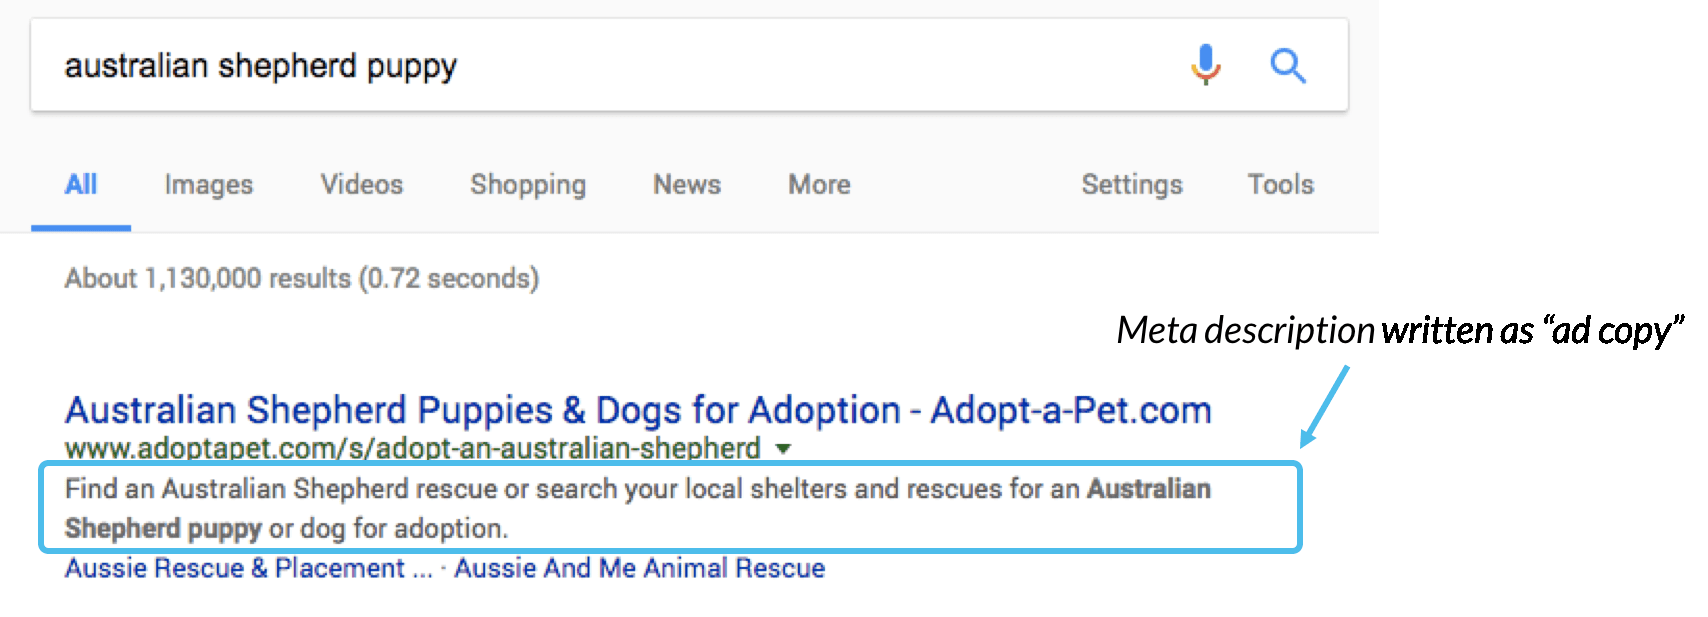 australian shepherd puppy
All Images Videos Shopping News More Settings Tools
About 1,130,000 results (0.72 seconds)
Meta description written as “ad copy”
Australian Shepherd Puppies & Dogs for Adoption - Adopt-a-Pet.com
www.adoptapet.com/s/adopt-an-australian-shepherd
Find an Australian Shepherd rescue or search your local shelters and rescues for an Australian
Shepherd puppy or dog for adoption.
Aussie Rescue & Placement ... · Aussie And Me Animal Rescue